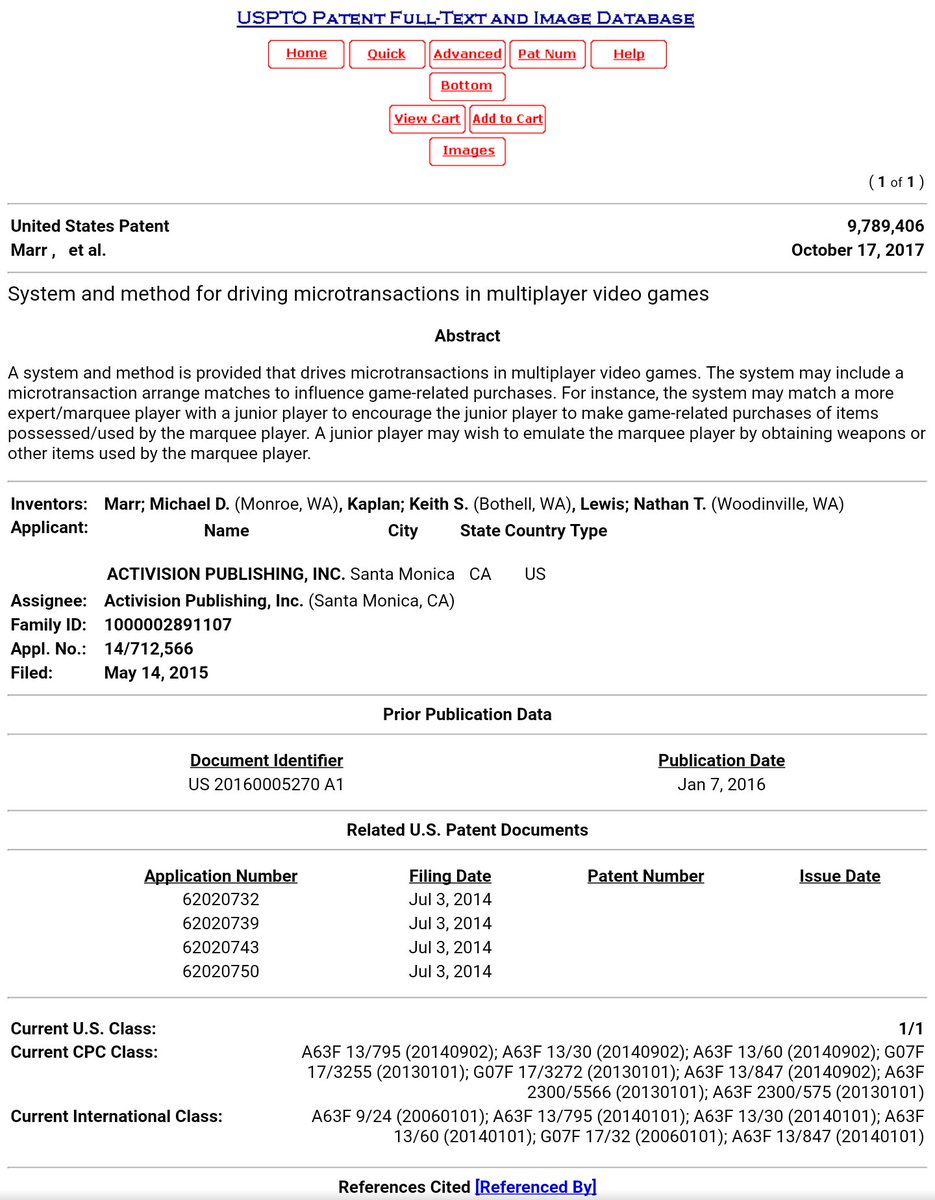 USPTO PATENT FULL-TEXT AND IMAGE DATABASE
Home Quick Advanced Pat Num Help
Bottom
View Cart Add to Cart
Images
( 1 of 1 )
United States Patent 9,789,406
Marr , et al. October 17, 2017
System and method for driving microtransactions in multiplayer video games
Abstract
A system and method is provided that drives microtransactions in multiplayer video games. The system may include a
microtransaction arrange matches to influence game-related purchases. For instance, the system may match a more
expert/marquee player with a junior player to encourage the junior player to make game-related purchases of items
possessed/used by the marquee player. A junior player may wish to emulate the marquee player by obtaining weapons or
other items used by the marquee player.
Inventors: Marr; Michael D. (Monroe, WA), Kaplan; Keith S. (Bothell, WA), Lewis; Nathan T. (Woodinville, WA)
Applicant: Name City State Country Type
ACTIVISION PUBLISHING, INC. Santa Monica CA US
Assignee: Activision Publishing, Inc. (Santa Monica, CA)
Family ID: 1000002891107
Appl. No.: 14/712,566
Filed: May 14, 2015
Prior Publication Data
Document Identifier Publication Date
US 20160005270 A1 Jan 7, 2016
Related U.S. Patent Documents
Application Number Filing Date Patent Number Issue Date
62020732 Jul 3, 2014
62020739 Jul 3, 2014
62020743 Jul 3, 2014
62020750 Jul 3, 2014
Current U.S. Class: 1/1
Current CPC Class: A63F 13/795 (20140902); A63F 13/30 (20140902); A63F 13/60 (20140902); G07F
17/3255 (20130101); G07F 17/3272 (20130101); A63F 13/847 (20140902); A63F
2300/5566 (20130101); A63F 2300/575 (20130101)
Current International Class: A63F 9/24 (20060101); A63F 13/795 (20140101); A63F 13/30 (20140101); A63F
13/60 (20140101); G07F 17/32 (20060101); A63F 13/847 (20140101)
References Cited [Referenced By]